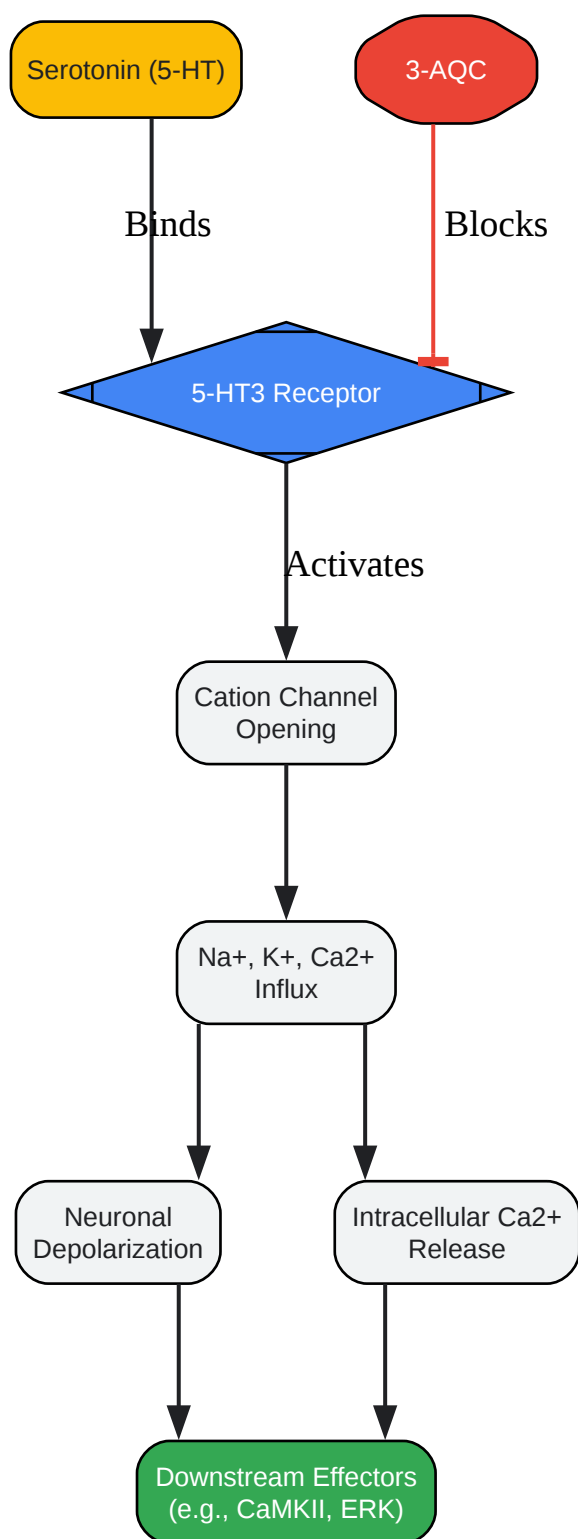 Serotonin (5-HT)
3-AQC
Binds
Blocks
5-HT3 Receptor
Activates
Cation Channel
Opening
Na+, K+, Ca2+
Influx
Neuronal
Depolarization
Intracellular Ca2+
Release
Downstream Effectors
(e.g., CaMKII, ERK)